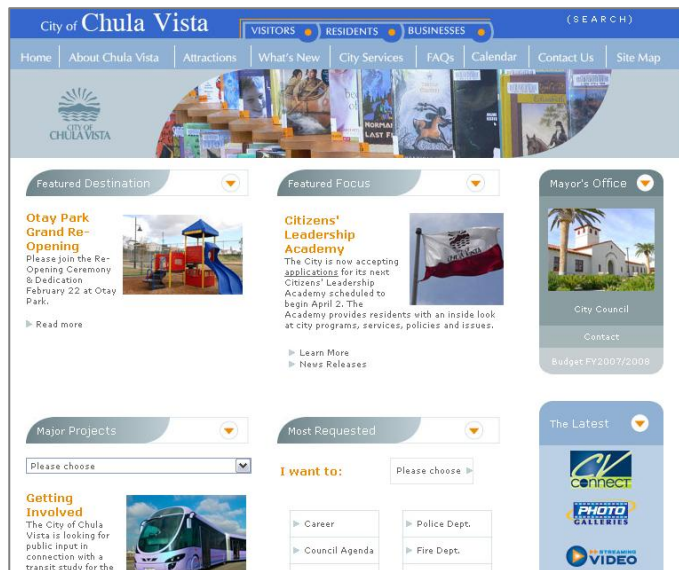 City of Chula Vista
VISITORS RESIDENTS BUSINESSES
(SEARCH)
Home About Chula Vista Attractions What's New City Services FAQs Calendar Contact Us Site Map
CITY OF
CHULA VISTA
NORMAL
LAST F
Featured Destination
Otay Park
Grand Re-
Opening
Please join the Re-
Opening Ceremony
& Dedication
February 22 at Otay
Park.
Read more
Featured Focus
Citizens'
Leadership
Academy
The City is now accepting
applications for its next
Citizens' Leadership
Academy scheduled to
begin April 2. The
Academy provides residents with an inside look
at city programs, services, policies and issues.
Learn More
News Releases
Mayor's Office
City Council
Contact
Budget FY2007/2008
Major Projects
Please choose
Getting
Involved
The City of Chula
Vista is looking for
public input in
connection with a
transit study for the
Most Requested
I want to:
Please choose
Career
Police Dept.
Council Agenda
Fire Dept.
The Latest
CV
connect
PHOTO
GALLERIES
STREAMING
VIDEO